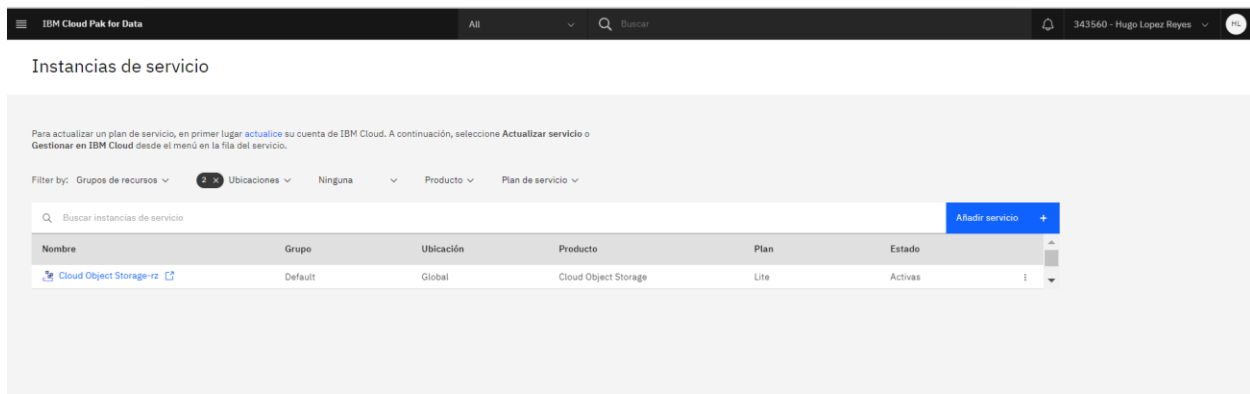 IBM Cloud Pak for Data
All
Buscar
343560 - Hugo Lopez Reyes
HL
Instancias de servicio
Para actualizar un plan de servicio, en primer lugar actualice su cuenta de IBM Cloud. A continuación, seleccione Actualizar servicio o
Gestionar en IBM Cloud desde el menú en la fila del servicio.
Filter by: Grupos de recursos 2 × Ubicaciones Ninguna Producto Plan de servicio
Buscar instancias de servicio
Añadir servicio +
Nombre Grupo Ubicación Producto Plan Estado
Cloud Object Storage-rz Default Global Cloud Object Storage Lite Activas